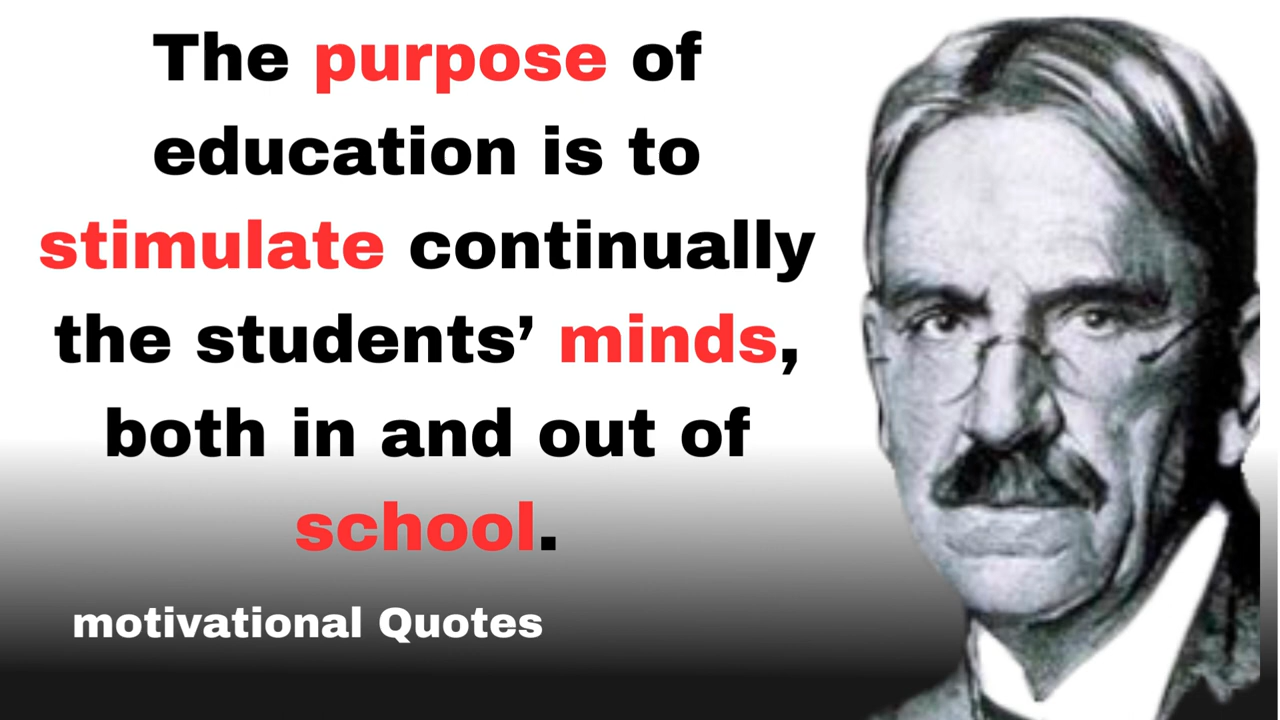 The purpose of
education is to
stimulate continually
the students’ minds,
both in and out of
school.
motivational Quotes